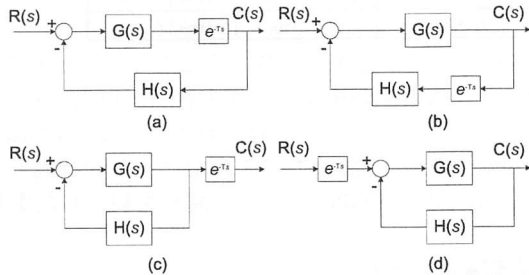 R(s) + - G(s) e^-Ts C(s)
H(s)
(a)
R(s) + - G(s) C(s)
H(s) e^-Ts
(b)
R(s) + - G(s) e^-Ts C(s)
H(s)
(c)
R(s) e^-Ts + - G(s) C(s)
H(s)
(d)